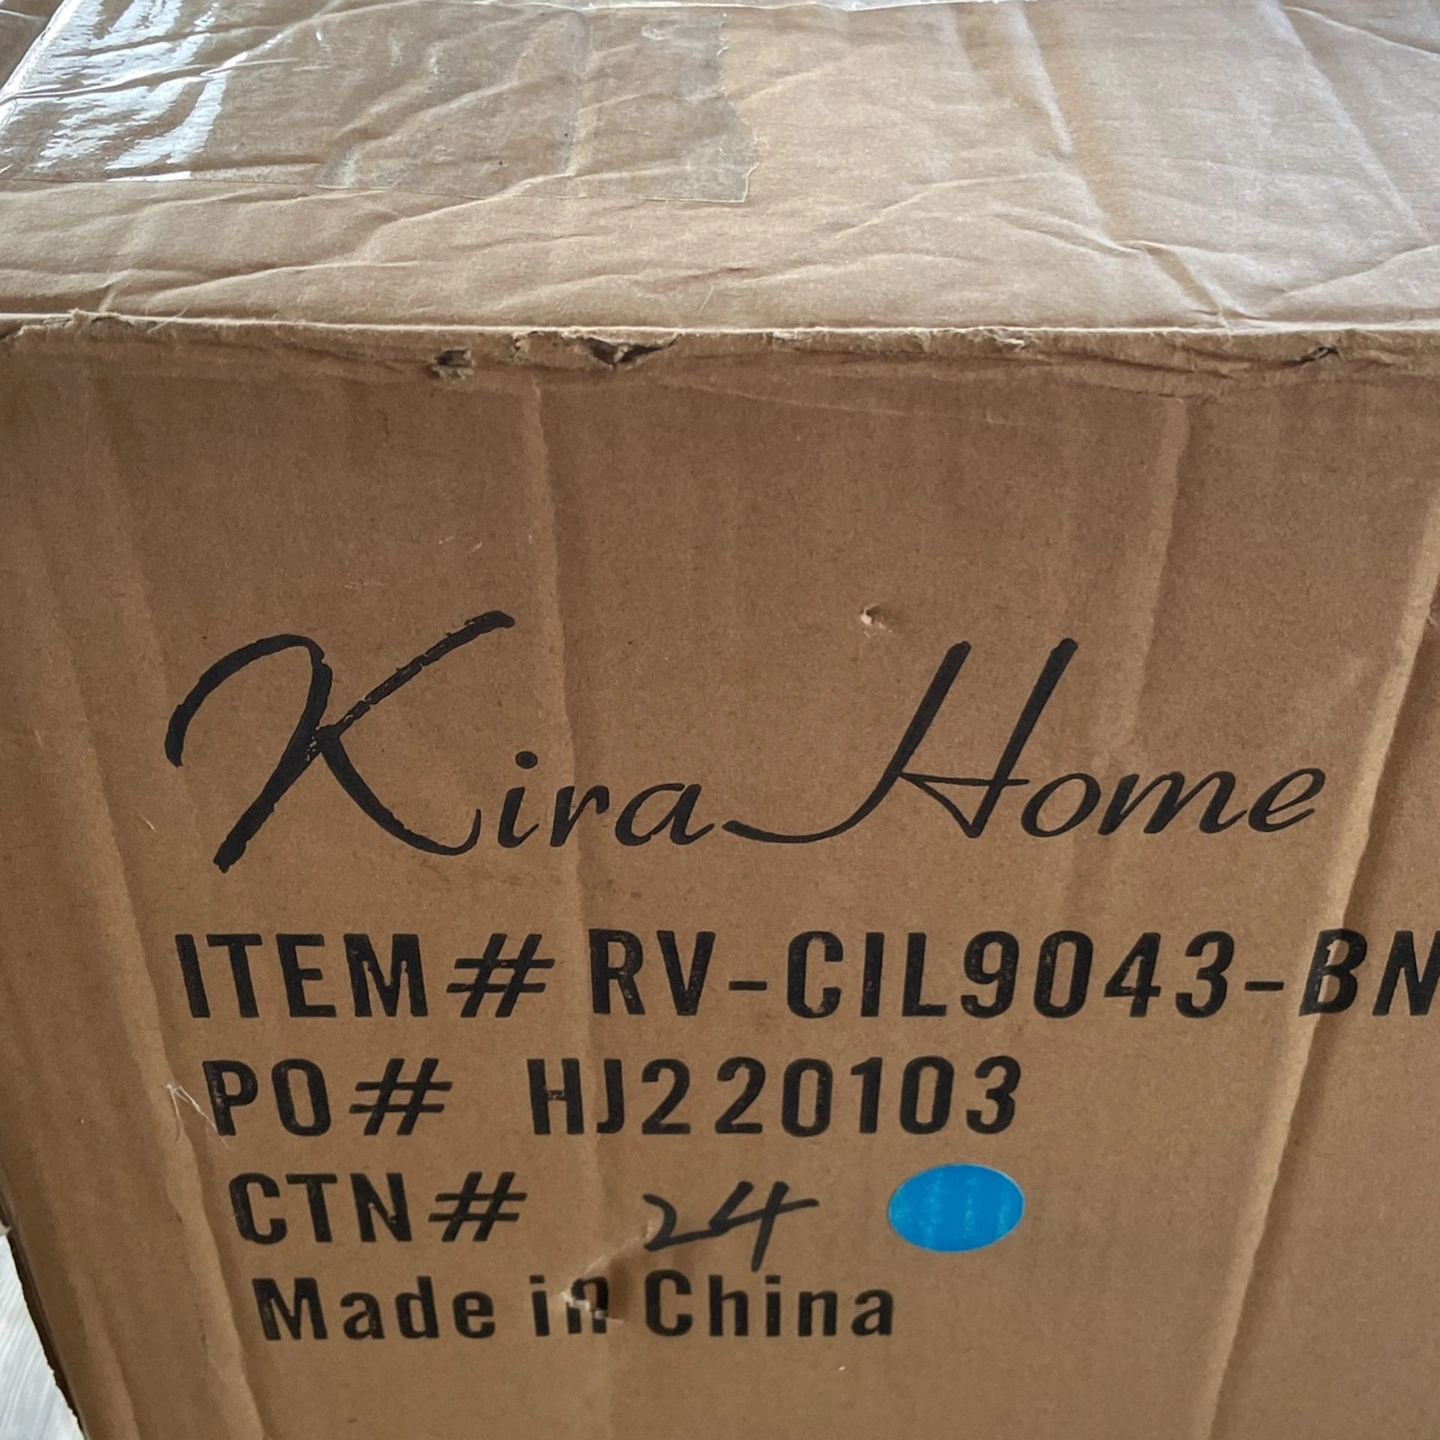 Kira Home
ITEM# RV-CIL9043-BN
PO# HJ220103
CTN# 24
Made in China